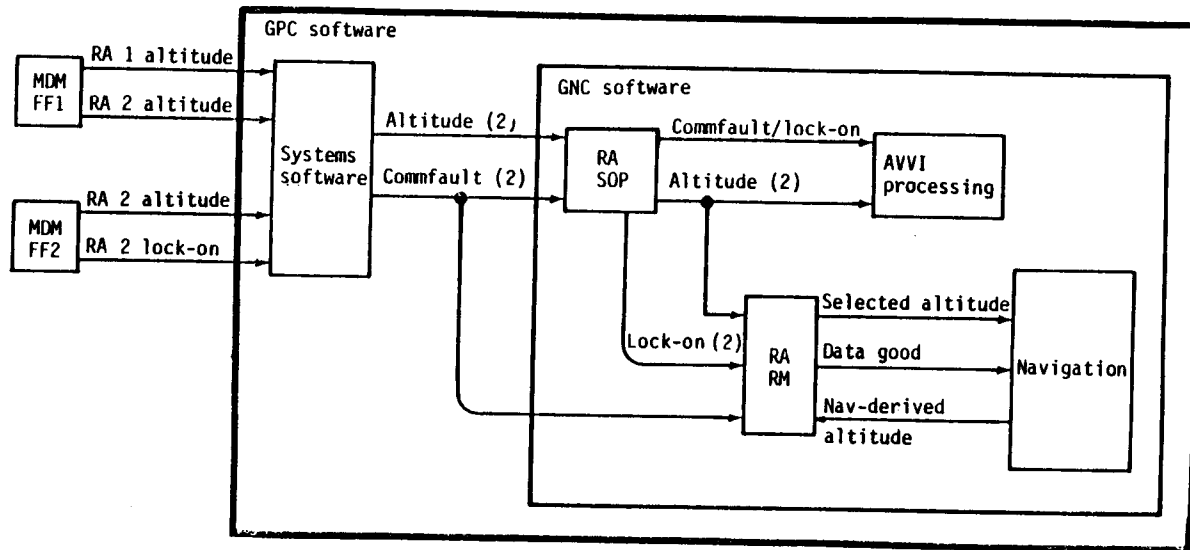 GPC software
RA 1 altitude
MDM
FF1
RA 2 altitude
GNC software
Altitude (2)
Commfault/lock-on
Systems
software
RA
SOP
AVVI
processing
Commfault (2)
Altitude (2)
RA 2 altitude
MDM
FF2
RA 2 lock-on
Selected altitude
Lock-on (2)
RA
RM
Data good
Navigation
Nav-derived
altitude